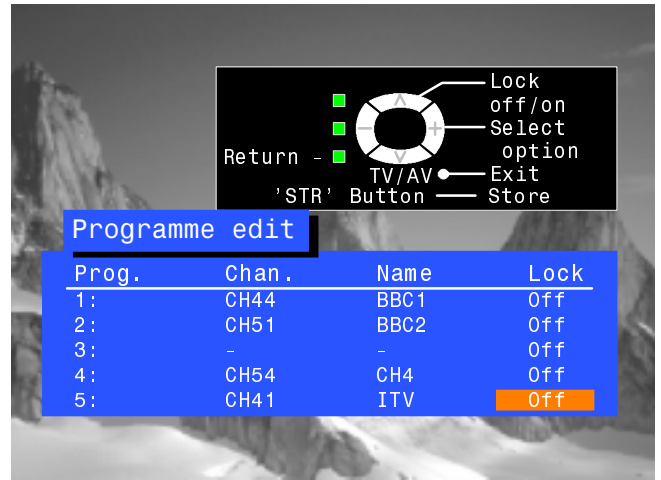 Lock
off/on
Select
option
Return -
TV/AV Exit
'STR' Button Store
Programme edit
Prog. Chan. Name Lock
1: CH44 BBC1 Off
2: CH51 BBC2 Off
3: - - Off
4: CH54 CH4 Off
5: CH41 ITV Off